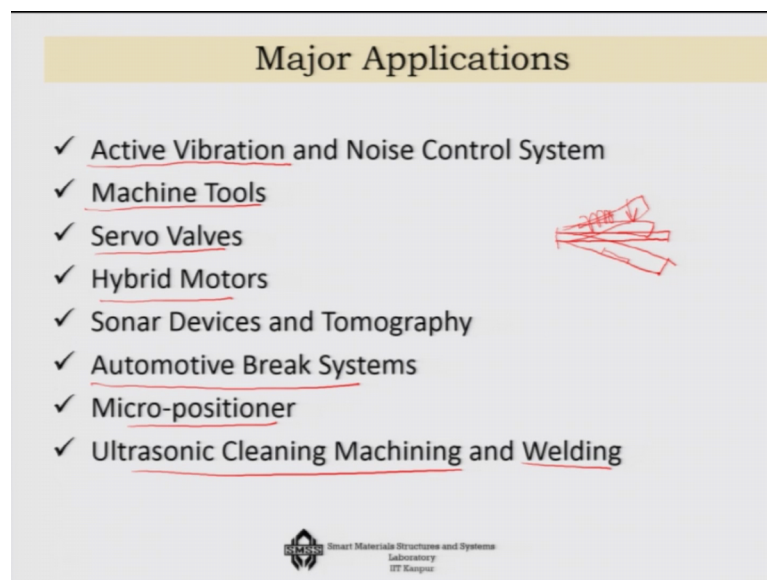 Major Applications
✓ Active Vibration and Noise Control System
✓ Machine Tools
✓ Servo Valves
✓ Hybrid Motors
✓ Sonar Devices and Tomography
✓ Automotive Break Systems
✓ Micro-positioner
✓ Ultrasonic Cleaning Machining and Welding
SMSS
Smart Materials Structures and Systems
Laboratory
IIT Kanpur